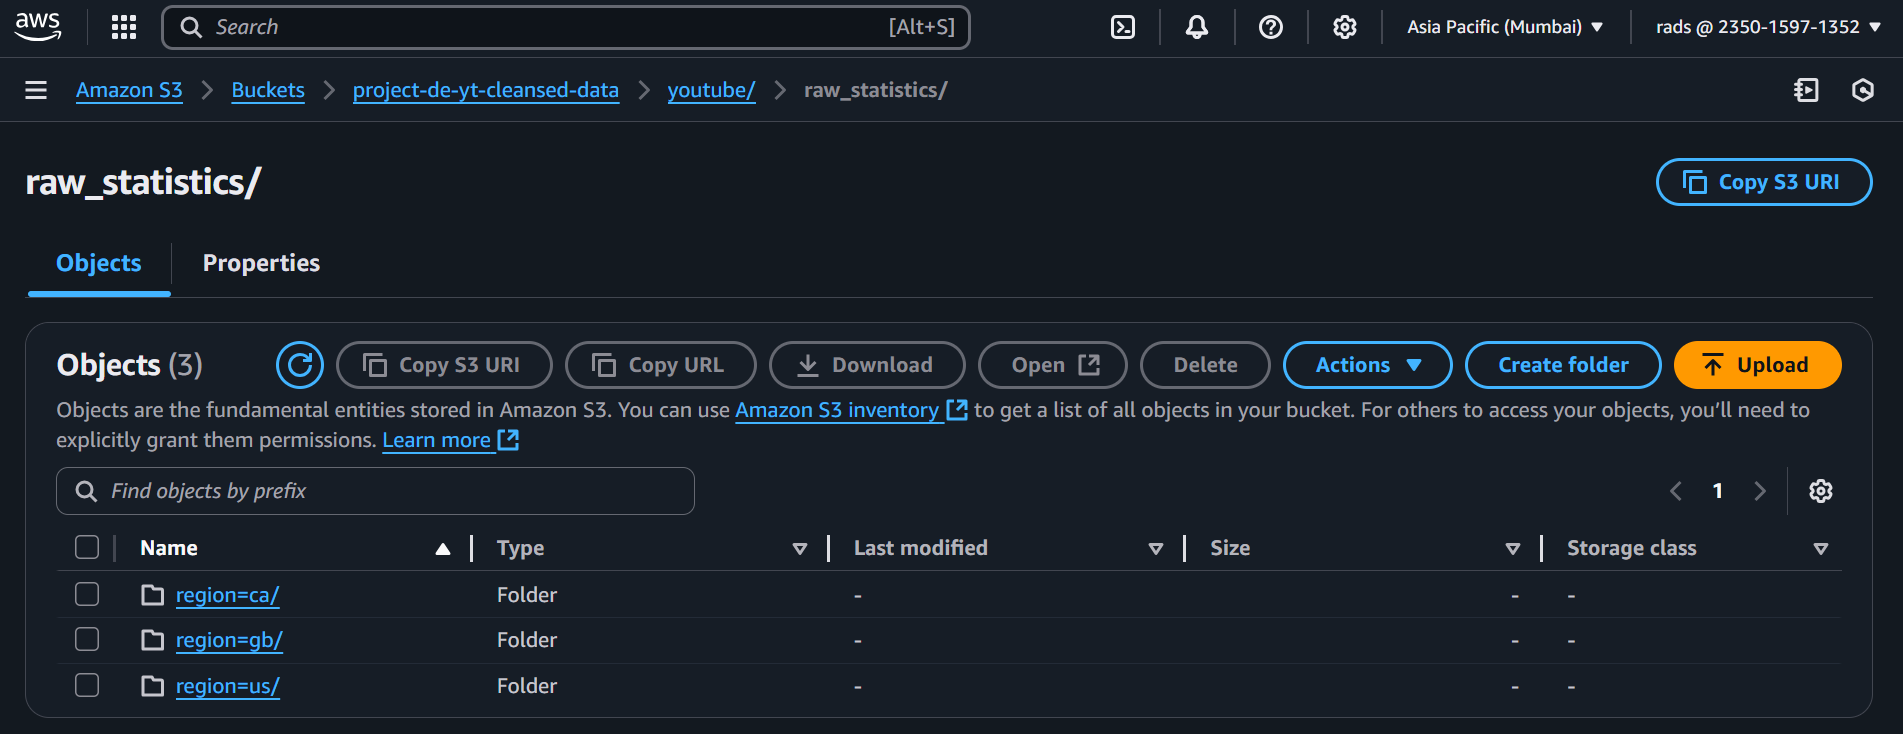 aws Search [Alt+S] Asia Pacific (Mumbai) rads @ 2350-1597-1352
Amazon S3 Buckets project-de-yt-cleansed-data youtube/ raw_statistics/
raw_statistics/ Copy S3 URI
Objects Properties
Objects (3) Copy S3 URI Copy URL Download Open Delete Actions Create folder Upload
Objects are the fundamental entities stored in Amazon S3. You can use Amazon S3 inventory to get a list of all objects in your bucket. For others to access your objects, you’ll need to
explicitly grant them permissions. Learn more
Find objects by prefix 1
Name Type Last modified Size Storage class
region=ca/ Folder - - -
region=gb/ Folder - - -
region=us/ Folder - - -